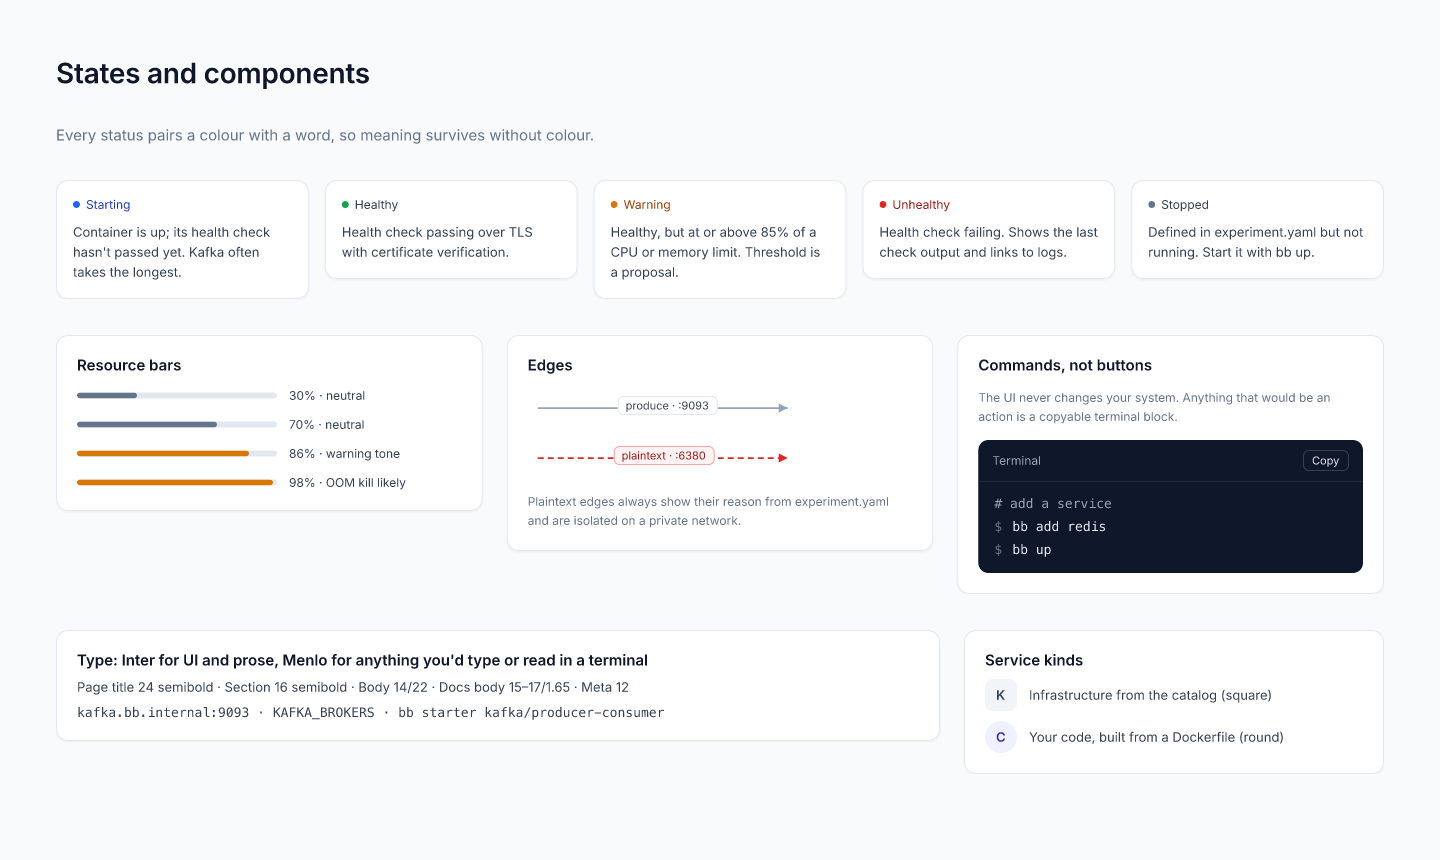 States and components
Every status pairs a colour with a word, so meaning survives without colour.
Starting
Container is up; its health check
hasn't passed yet. Kafka often
takes the longest.
Healthy
Health check passing over TLS
with certificate verification.
Warning
Healthy, but at or above 85% of a
CPU or memory limit. Threshold is
a proposal.
Unhealthy
Health check failing. Shows the last
check output and links to logs.
Stopped
Defined in experiment.yaml but not
running. Start it with bb up.
Resource bars
30% · neutral
70% · neutral
86% · warning tone
98% · OOM kill likely
Edges
produce · :9093
plaintext · :6380
Plaintext edges always show their reason from experiment.yaml
and are isolated on a private network.
Commands, not buttons
The UI never changes your system. Anything that would be an
action is a copyable terminal block.
Terminal
Copy
# add a service
$ bb add redis
$ bb up
Type: Inter for UI and prose, Menlo for anything you'd type or read in a terminal
Page title 24 semibold · Section 16 semibold · Body 14/22 · Docs body 15–17/1.65 · Meta 12
kafka.bb.internal:9093 · KAFKA_BROKERS · bb starter kafka/producer-consumer
Service kinds
K Infrastructure from the catalog (square)
C Your code, built from a Dockerfile (round)